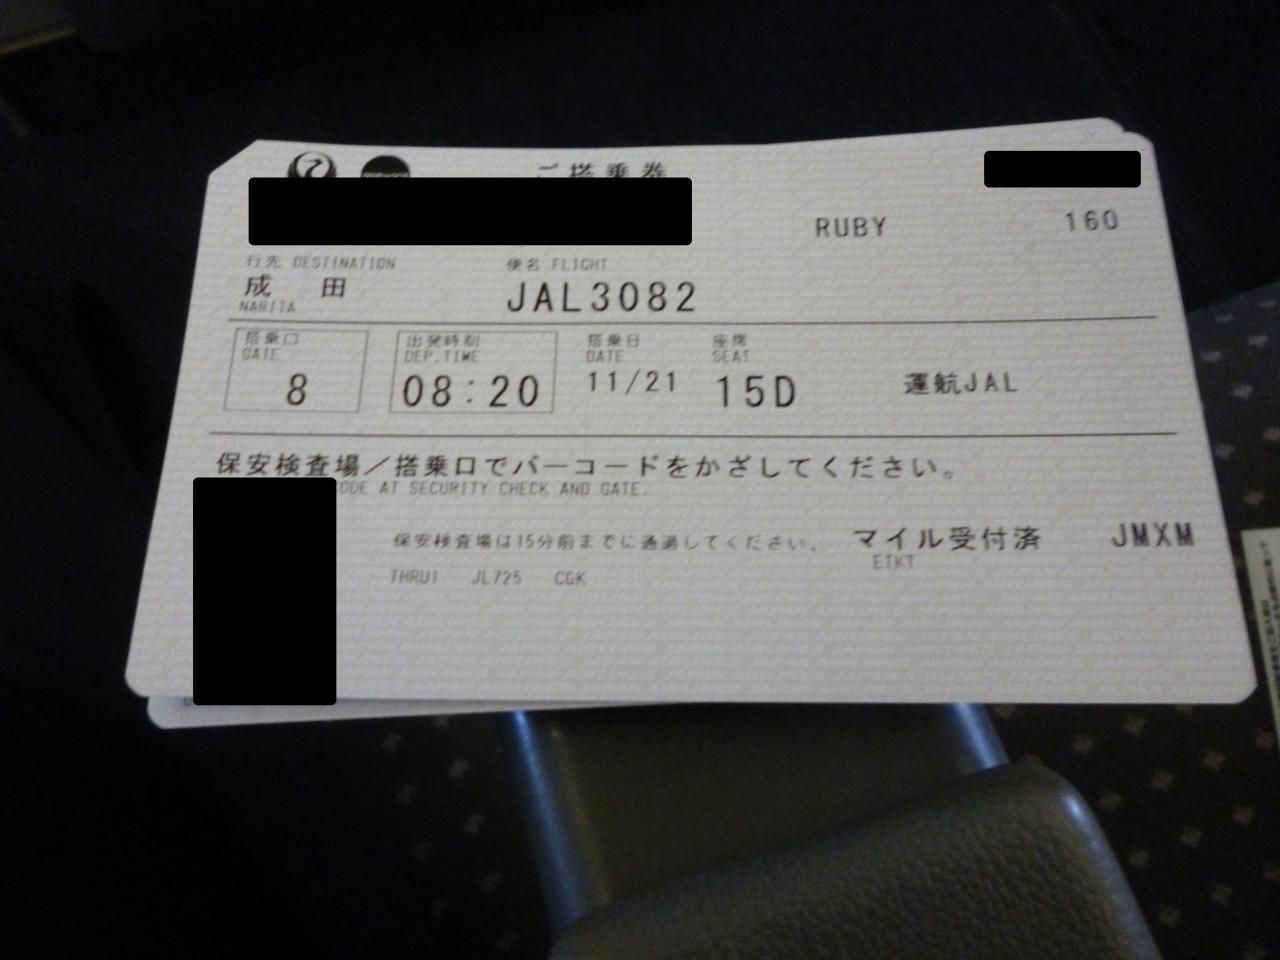 ご搭乗券
RUBY 160
行先 DESTINATION 便名 FLIGHT
成田 JAL3082
NARITA
搭乗口 出発時刻 搭乗日 座席
GATE DEP.TIME DATE SEAT
8 08:20 11/21 15D 運航JAL
保安検査場／搭乗口でバーコードをかざしてください。
AT SECURITY CHECK AND GATE.
保安検査場は15分前までに通過してください。 マイル受付済 JMXM
ETKT
THRU1 JL725 CGK